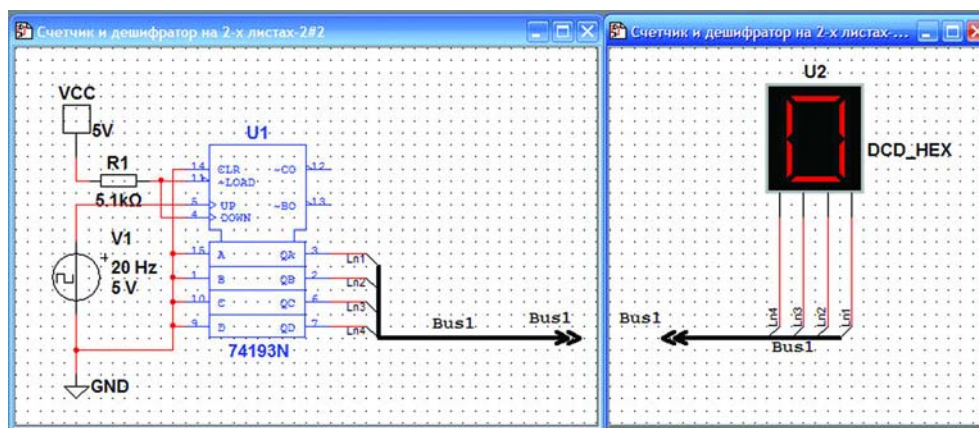 Счетчик и дешифратор на 2-х листах-2#2
VCC
5V
R1
5.1kΩ
V1
20 Hz
5 V
GND
U1
14 CLR ~CO 12
11 ~LOAD
5 UP ~BO 13
4 DOWN
15 A QA 3
1 B QB 2
10 C QC 6
9 D QD 7
74193N
Ln1
Ln2
Ln3
Ln4
Bus1
Bus1
Счетчик и дешифратор на 2-х листах-...
U2
DCD_HEX
Ln4
Ln3
Ln2
Ln1
Bus1
Bus1